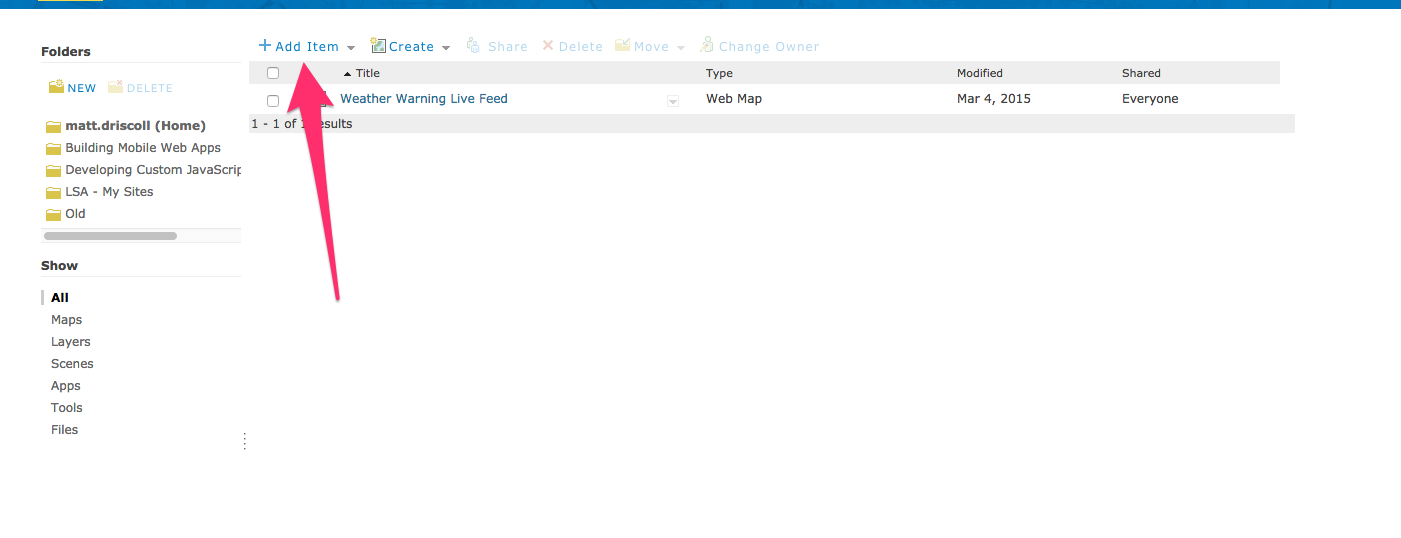 Folders
NEW DELETE
matt.driscoll (Home)
Building Mobile Web Apps
Developing Custom JavaScrip
LSA - My Sites
Old
Show
All
Maps
Layers
Scenes
Apps
Tools
Files
Add Item Create Share Delete Move Change Owner
Title Type Modified Shared
Weather Warning Live Feed Web Map Mar 4, 2015 Everyone
1 - 1 of 1 results